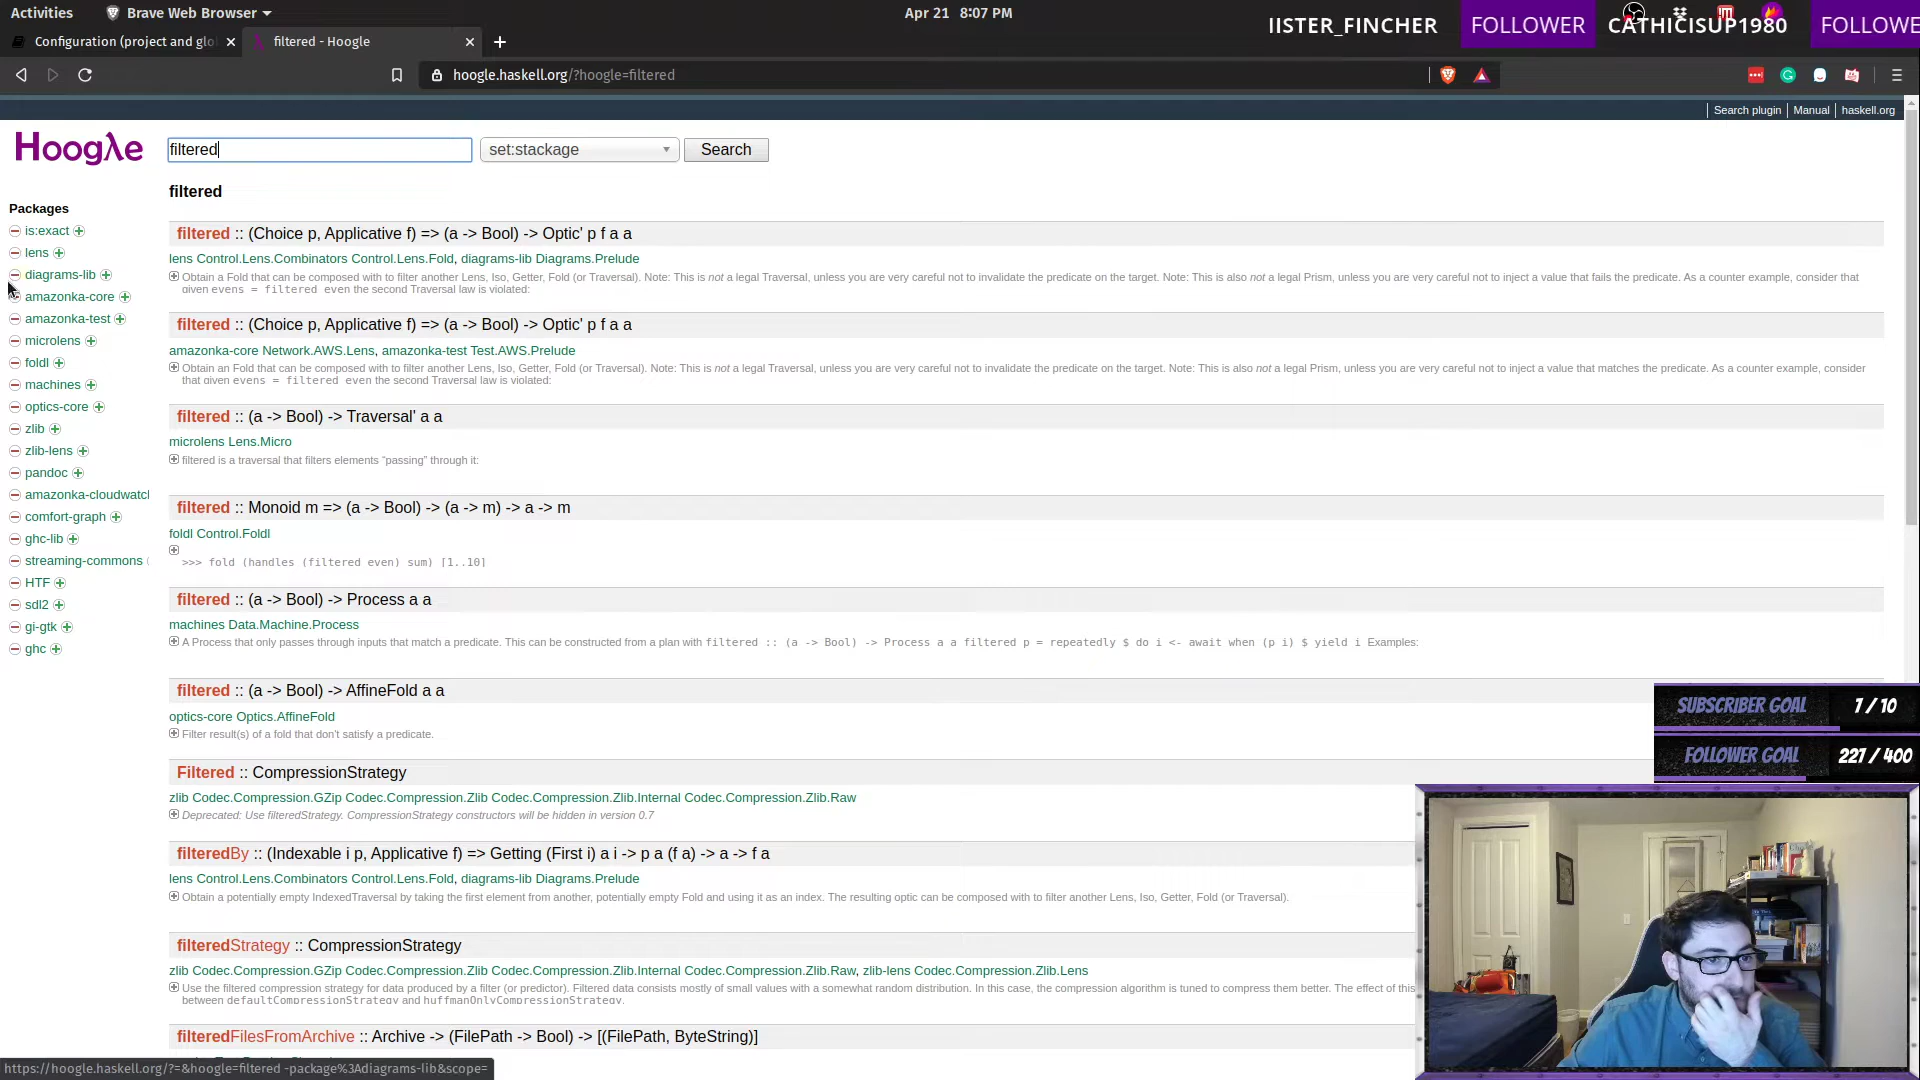 Activities
Brave Web Browser
Apr 21 8:07 PM
IISTER_FINCHER
FOLLOWER
CATHICISUP1980
FOLLOWE
Configuration (project and glo
filtered - Hoogle
hoogle.haskell.org/?hoogle=filtered
Search plugin
Manual
haskell.org
Hoogλe
filtered
set:stackage
Search
filtered
Packages
is:exact
lens
diagrams-lib
amazonka-core
amazonka-test
microlens
foldl
machines
optics-core
zlib
zlib-lens
pandoc
amazonka-cloudwatcl
comfort-graph
ghc-lib
streaming-commons
HTF
sdl2
gi-gtk
ghc
filtered :: (Choice p, Applicative f) => (a -> Bool) -> Optic' p f a a
lens Control.Lens.Combinators Control.Lens.Fold, diagrams-lib Diagrams.Prelude
Obtain a Fold that can be composed with to filter another Lens, Iso, Getter, Fold (or Traversal). Note: This is not a legal Traversal, unless you are very careful not to invalidate the predicate on the target. Note: This is also not a legal Prism, unless you are very careful not to inject a value that fails the predicate. As a counter example, consider that
given evens = filtered even the second Traversal law is violated:
filtered :: (Choice p, Applicative f) => (a -> Bool) -> Optic' p f a a
amazonka-core Network.AWS.Lens, amazonka-test Test.AWS.Prelude
Obtain an Fold that can be composed with to filter another Lens, Iso, Getter, Fold (or Traversal). Note: This is not a legal Traversal, unless you are very careful not to invalidate the predicate on the target. Note: This is also not a legal Prism, unless you are very careful not to inject a value that matches the predicate. As a counter example, consider
that given evens = filtered even the second Traversal law is violated:
filtered :: (a -> Bool) -> Traversal' a a
microlens Lens.Micro
filtered is a traversal that filters elements “passing” through it:
filtered :: Monoid m => (a -> Bool) -> (a -> m) -> a -> m
foldl Control.Foldl
>>> fold (handles (filtered even) sum) [1..10]
filtered :: (a -> Bool) -> Process a a
machines Data.Machine.Process
A Process that only passes through inputs that match a predicate. This can be constructed from a plan with filtered :: (a -> Bool) -> Process a a filtered p = repeatedly $ do i <- await when (p i) $ yield i Examples:
filtered :: (a -> Bool) -> AffineFold a a
optics-core Optics.AffineFold
Filter result(s) of a fold that don't satisfy a predicate.
Filtered :: CompressionStrategy
zlib Codec.Compression.GZip Codec.Compression.Zlib Codec.Compression.Zlib.Internal Codec.Compression.Zlib.Raw
Deprecated: Use filteredStrategy. CompressionStrategy constructors will be hidden in version 0.7
filteredBy :: (Indexable i p, Applicative f) => Getting (First i) a i -> p a (f a) -> a -> f a
lens Control.Lens.Combinators Control.Lens.Fold, diagrams-lib Diagrams.Prelude
Obtain a potentially empty IndexedTraversal by taking the first element from another, potentially empty Fold and using it as an index. The resulting optic can be composed with to filter another Lens, Iso, Getter, Fold (or Traversal).
filteredStrategy :: CompressionStrategy
zlib Codec.Compression.GZip Codec.Compression.Zlib Codec.Compression.Zlib.Internal Codec.Compression.Zlib.Raw, zlib-lens Codec.Compression.Zlib.Lens
Use the filtered compression strategy for data produced by a filter (or predictor). Filtered data consists mostly of small values with a somewhat random distribution. In this case, the compression algorithm is tuned to compress them better. The effect of this
between defaultCompressionStrategy and huffmanOnlyCompressionStrategy.
filteredFilesFromArchive :: Archive -> (FilePath -> Bool) -> [(FilePath, ByteString)]
https://hoogle.haskell.org/?=&hoogle=filtered -package%3Adiagrams-lib&scope=
SUBSCRIBER GOAL 7 / 10
FOLLOWER GOAL 227 / 400